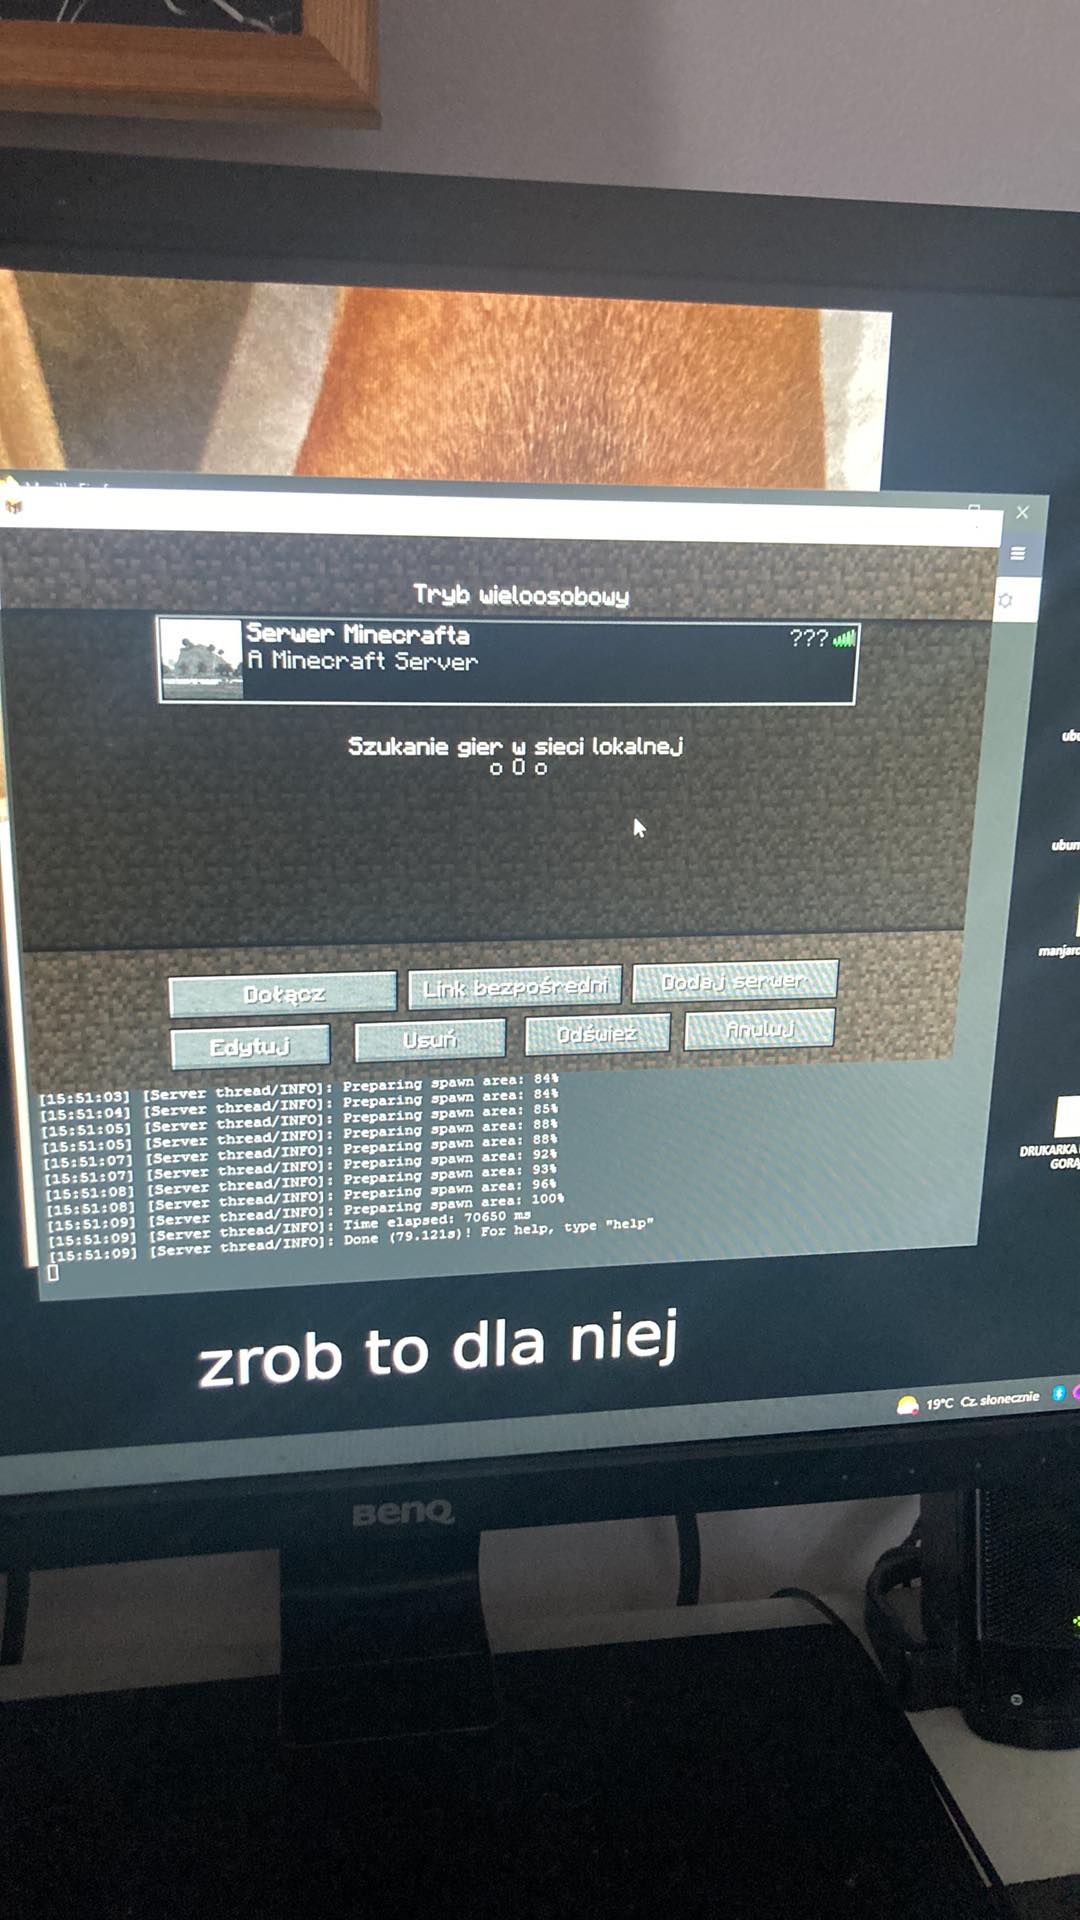 Tryb wieloosobowy
Serwer Minecrafta
???
A Minecraft Server
Szukanie gier w sieci lokalnej
o O o
Dołącz
Link bezpośredni
Dodaj serwer
Edytuj
Usuń
Odśwież
Anuluj
[15:51:03] [Server thread/INFO]: Preparing spawn area: 84%
[15:51:04] [Server thread/INFO]: Preparing spawn area: 84%
[15:51:05] [Server thread/INFO]: Preparing spawn area: 85%
[15:51:05] [Server thread/INFO]: Preparing spawn area: 88%
[15:51:07] [Server thread/INFO]: Preparing spawn area: 88%
[15:51:07] [Server thread/INFO]: Preparing spawn area: 92%
[15:51:08] [Server thread/INFO]: Preparing spawn area: 93%
[15:51:08] [Server thread/INFO]: Preparing spawn area: 96%
[15:51:09] [Server thread/INFO]: Preparing spawn area: 100%
[15:51:09] [Server thread/INFO]: Time elapsed: 70650 ms
[15:51:09] [Server thread/INFO]: Done (79.121s)! For help, type "help"
ubu
ubun
manjaro
DRUKARKA
GORĄ
zrob to dla niej
19°C Cz. słonecznie
BenQ